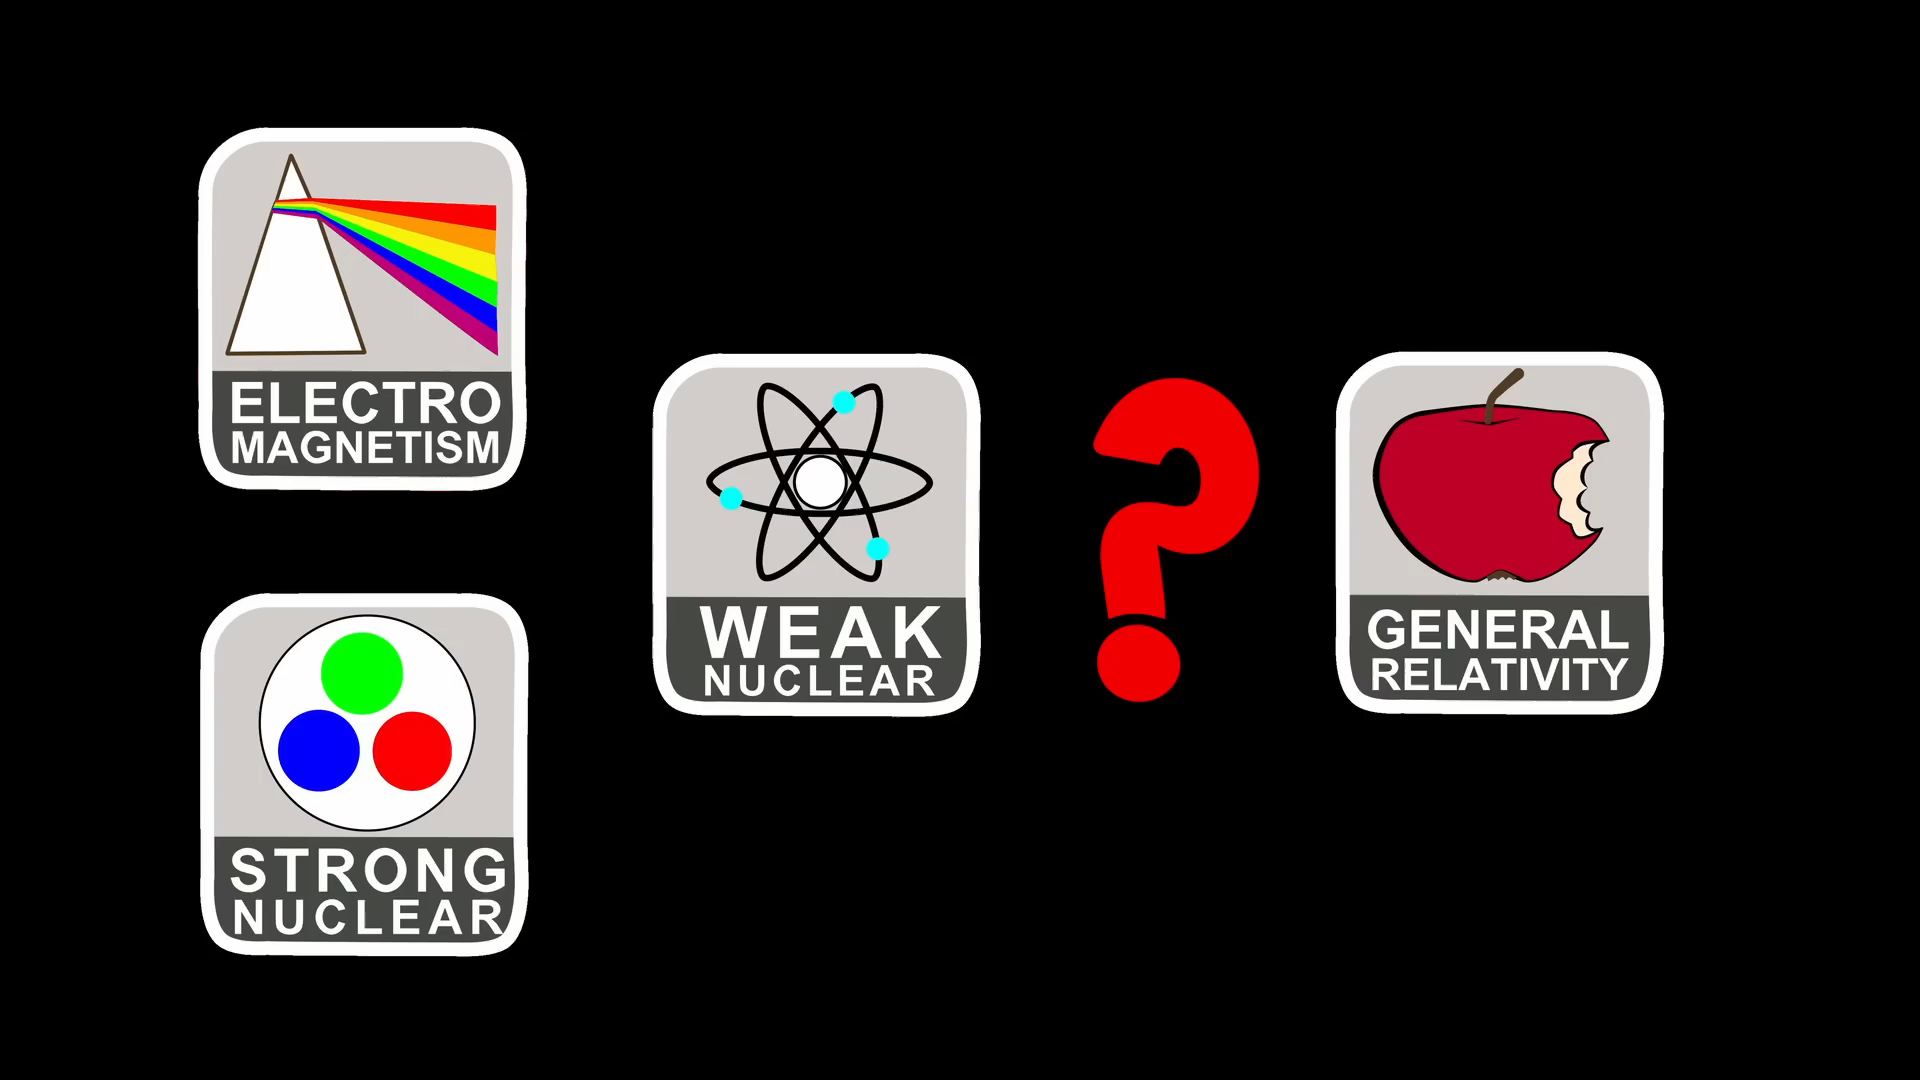 ELECTRO
MAGNETISM
STRONG
NUCLEAR
WEAK
NUCLEAR
?
GENERAL
RELATIVITY